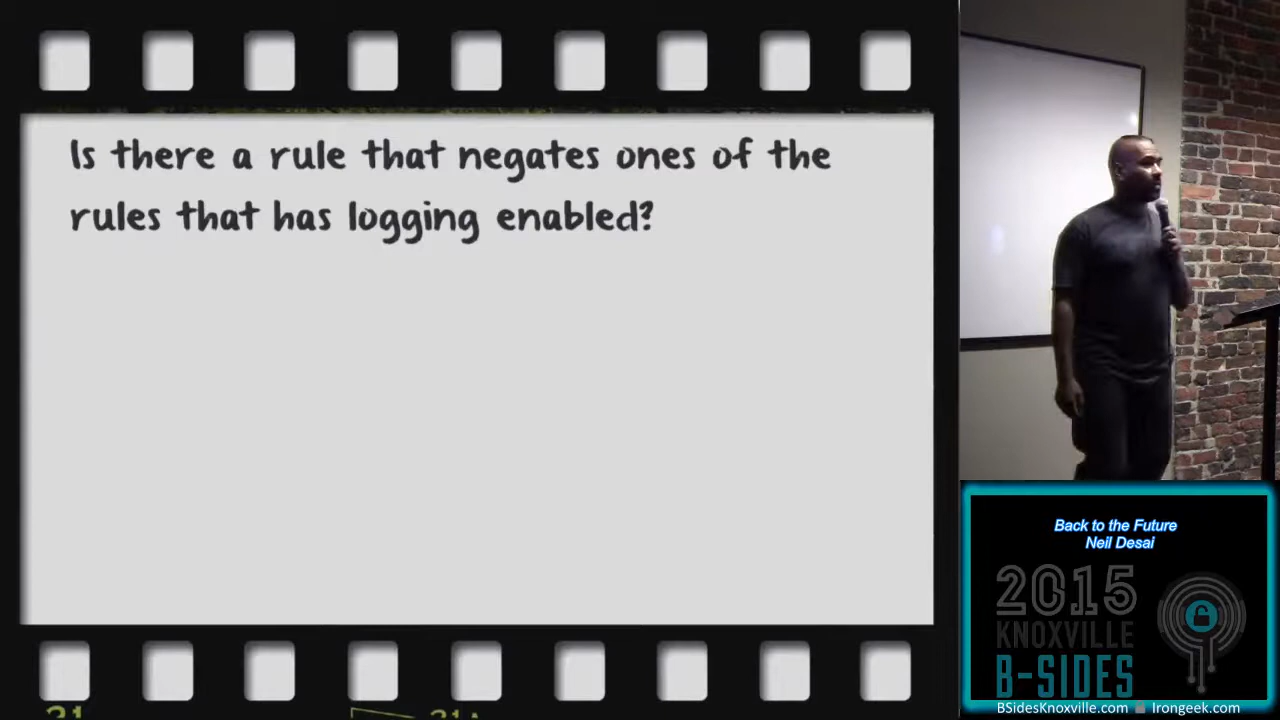 Is there a rule that negates ones of the
rules that has logging enabled?
Back to the Future
Neil Desai
2015
KNOXVILLE
B-SIDES
BSidesKnoxville.com
Irongeek.com